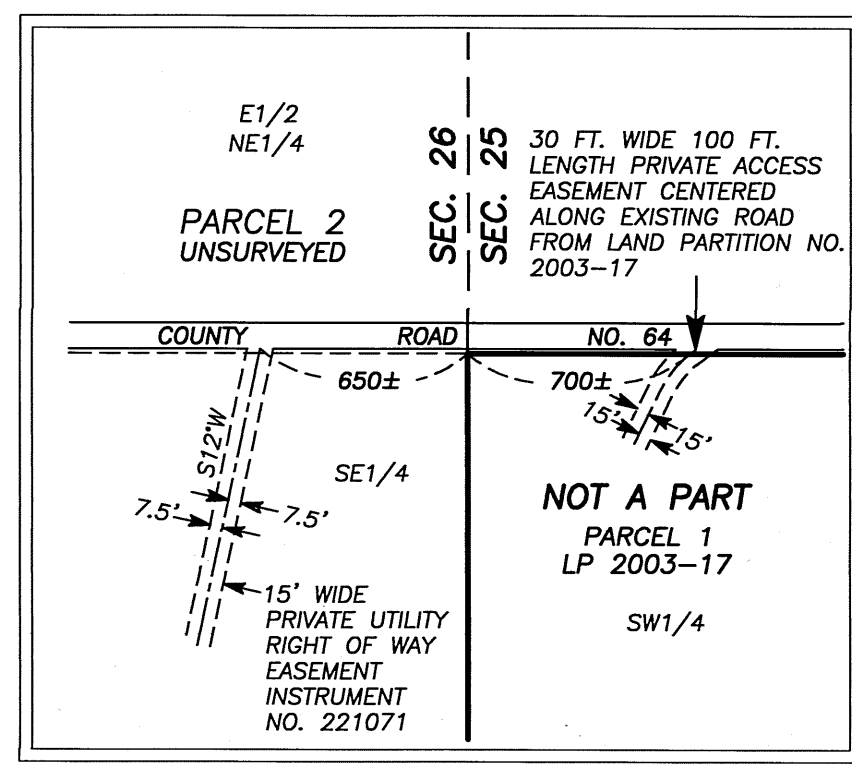 E1/2
NE1/4
PARCEL 2
UNSURVEYED
SEC. 26
SEC. 25
30 FT. WIDE 100 FT.
LENGTH PRIVATE ACCESS
EASEMENT CENTERED
ALONG EXISTING ROAD
FROM LAND PARTITION NO.
2003-17
COUNTY ROAD NO. 64
650±
700±
15'
15'
S12°W
7.5'
7.5'
SE1/4
NOT A PART
PARCEL 1
LP 2003-17
SW1/4
15' WIDE
PRIVATE UTILITY
RIGHT OF WAY
EASEMENT
INSTRUMENT
NO. 221071